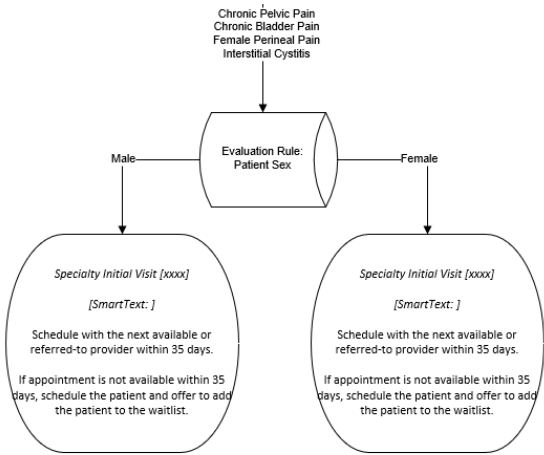 Chronic Pelvic Pain
Chronic Bladder Pain
Female Perineal Pain
Interstitial Cystitis
Evaluation Rule:
Patient Sex
Male
Female
Specialty Initial Visit [xxxx]
[SmartText: ]
Schedule with the next available or
referred-to provider within 35 days.
If appointment is not available within 35
days, schedule the patient and offer to add
the patient to the waitlist.
Specialty Initial Visit [xxxx]
[SmartText: ]
Schedule with the next available or
referred-to provider within 35 days.
If appointment is not available within 35
days, schedule the patient and offer to add
the patient to the waitlist.